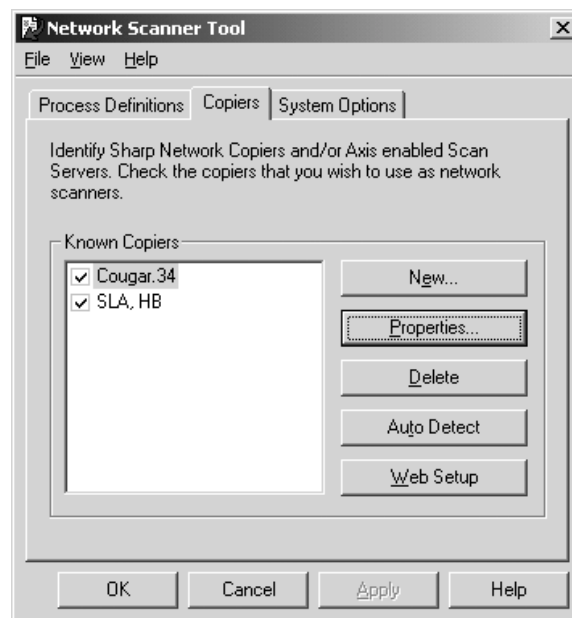 Network Scanner Tool
File View Help
Process Definitions Copiers System Options
Identify Sharp Network Copiers and/or Axis enabled Scan
Servers. Check the copiers that you wish to use as network
scanners.
Known Copiers
Cougar.34
SLA, HB
New...
Properties...
Delete
Auto Detect
Web Setup
OK Cancel Apply Help